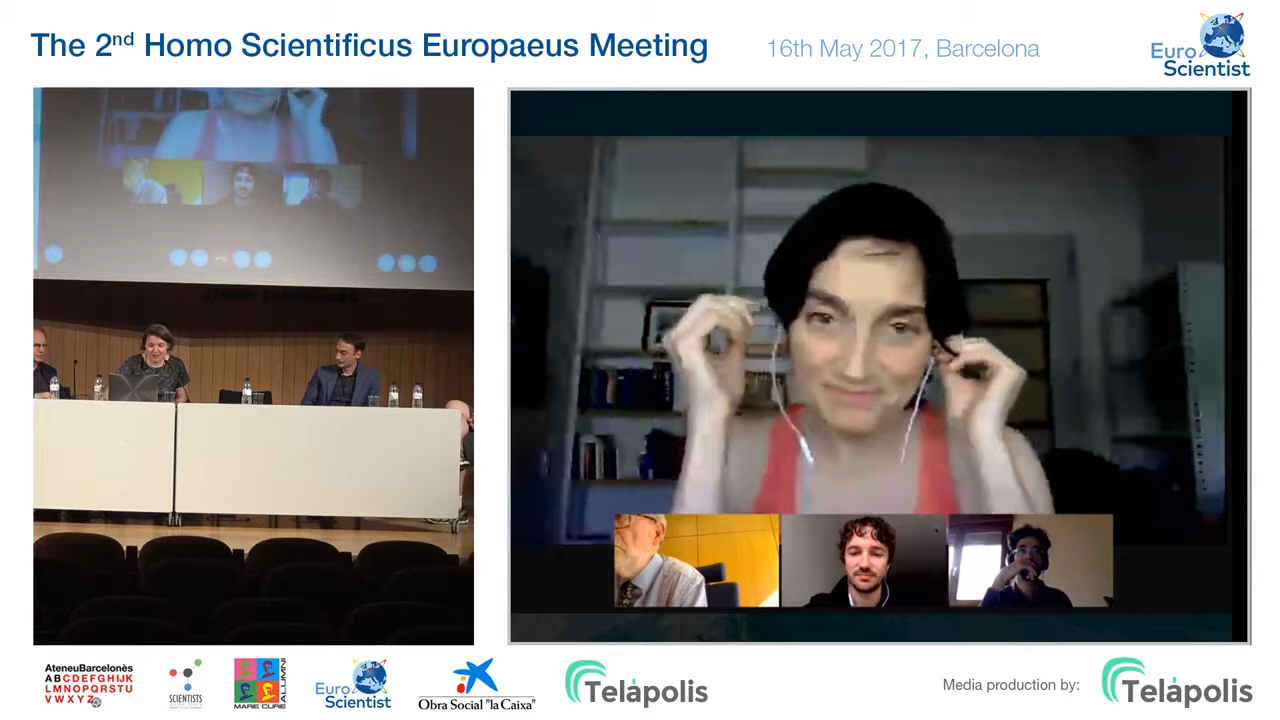 The 2nd Homo Scientificus Europaeus Meeting
16th May 2017, Barcelona
Euro
Scientist
AteneuBarcelonès
ABCDEFGHIJK
LMNOPQRSTU
VWXYZ
SCIENTISTS
MARIE CURIE
ALUMNI
Euro
Scientist
Obra Social "la Caixa"
Telàpolis
Media production by:
Telàpolis